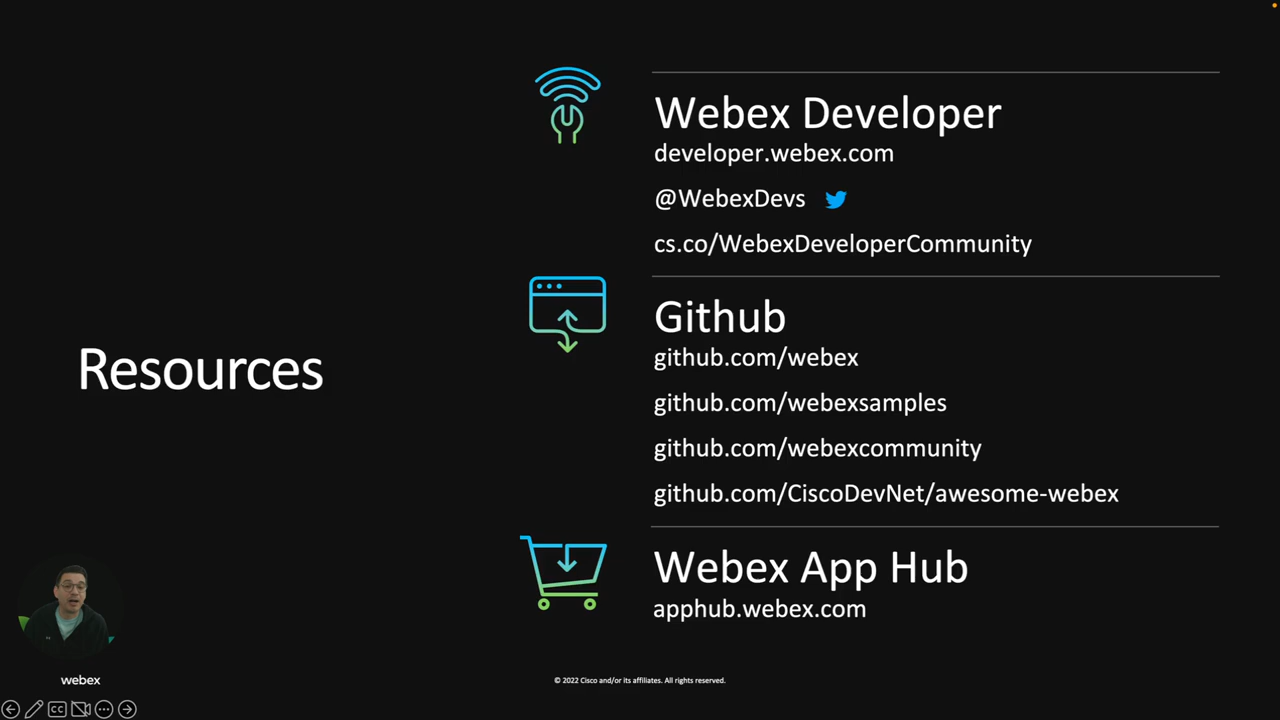 Resources
Webex Developer
developer.webex.com
@WebexDevs
cs.co/WebexDeveloperCommunity
Github
github.com/webex
github.com/webexsamples
github.com/webexcommunity
github.com/CiscoDevNet/awesome-webex
Webex App Hub
apphub.webex.com
webex
© 2022 Cisco and/or its affiliates. All rights reserved.
CC